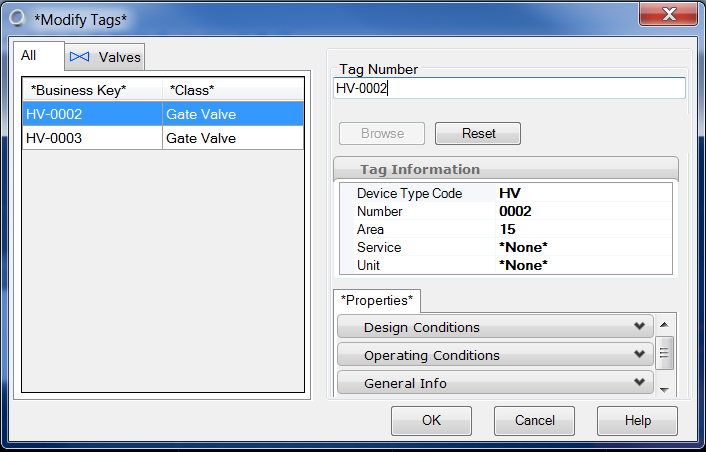 *Modify Tags*
All
Valves
*Business Key* *Class*
HV-0002 Gate Valve
HV-0003 Gate Valve
Tag Number
HV-0002
Browse Reset
Tag Information
Device Type Code HV
Number 0002
Area 15
Service *None*
Unit *None*
*Properties*
Design Conditions
Operating Conditions
General Info
OK Cancel Help